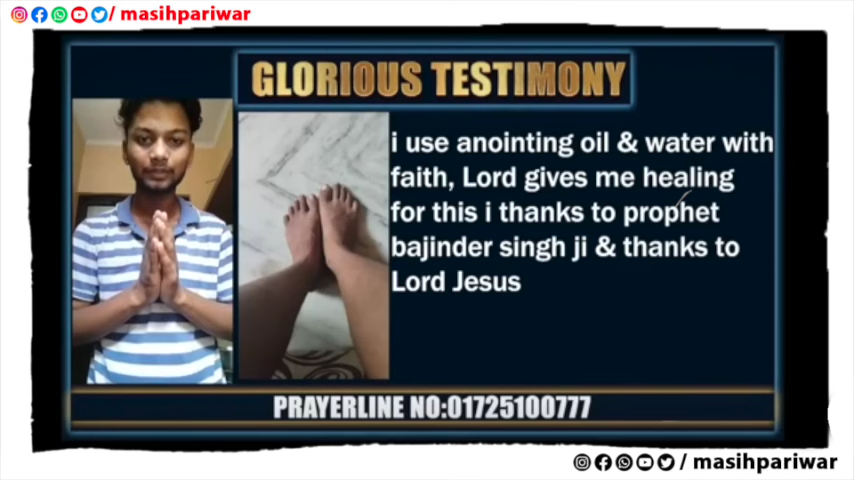 / masihpariwar
GLORIOUS TESTIMONY
i use anointing oil & water with
faith, Lord gives me healing
for this i thanks to prophet
bajinder singh ji & thanks to
Lord Jesus
PRAYERLINE NO:01725100777
/ masihpariwar